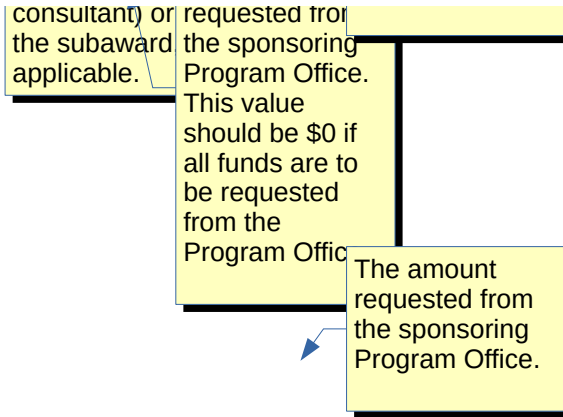 consultant) or
the subaward
applicable.
requested from
the sponsoring
Program Office.
This value
should be $0 if
all funds are to
be requested
from the
Program Offic
The amount
requested from
the sponsoring
Program Office.